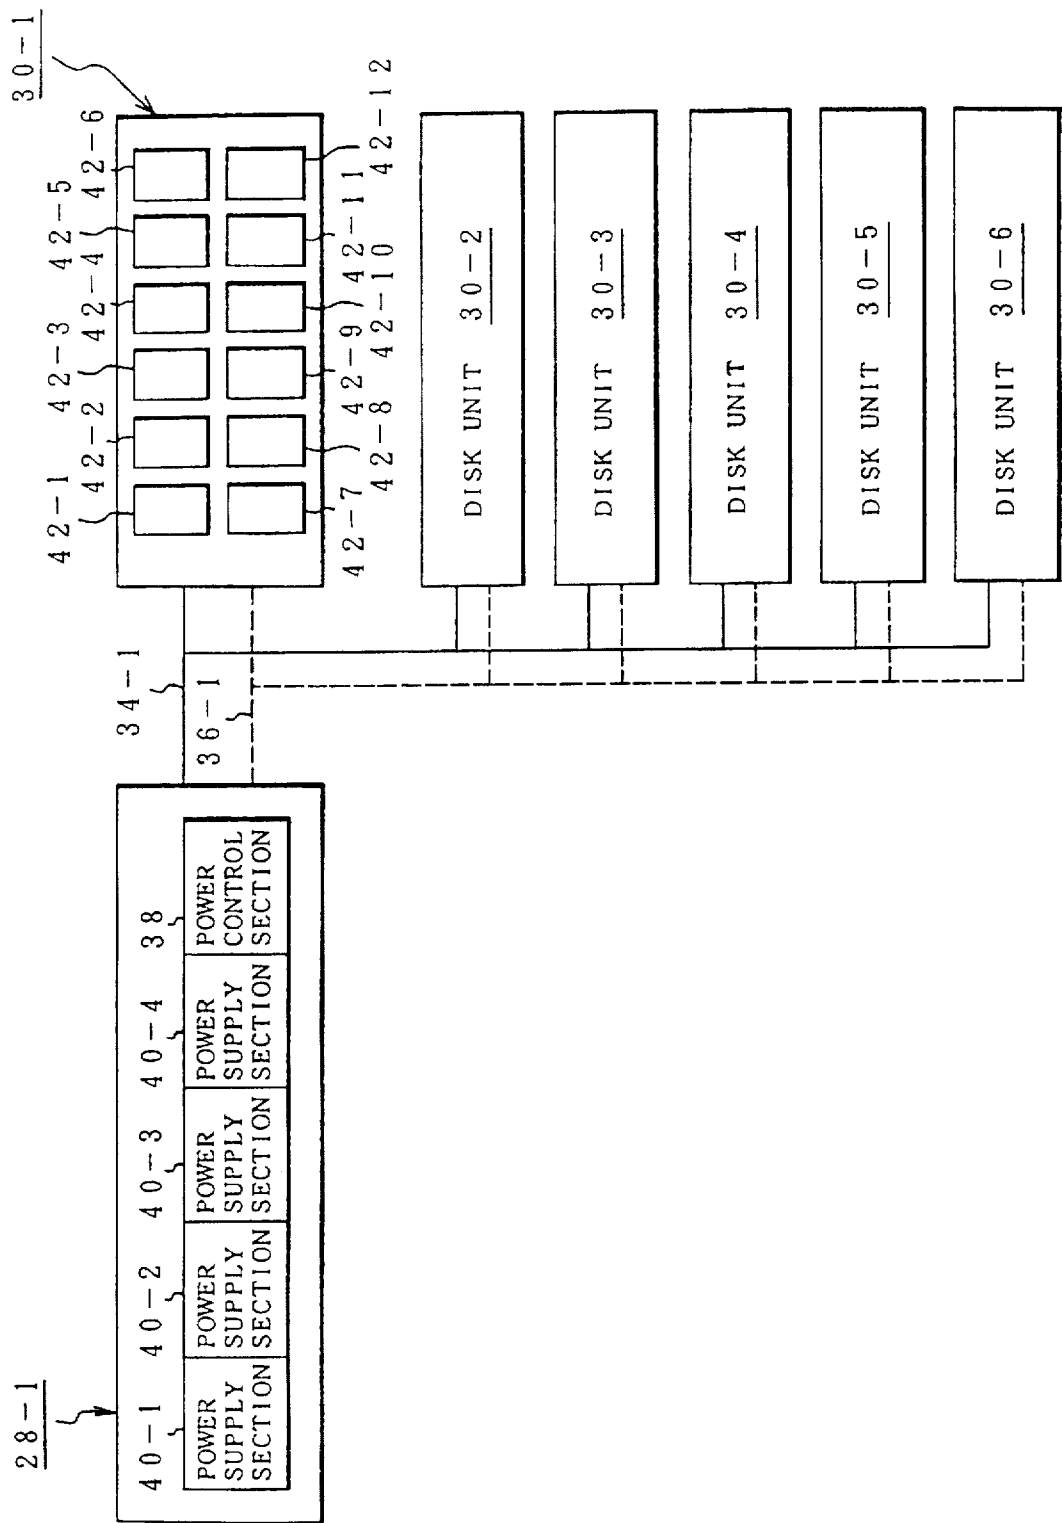 28-1
40-1
40-2
40-3
40-4
38
POWER
SUPPLY
SECTION
POWER
SUPPLY
SECTION
POWER
SUPPLY
SECTION
POWER
SUPPLY
SECTION
POWER
CONTROL
SECTION
34-1
36-1
30-1
42-1
42-2
42-3
42-4
42-5
42-6
42-7
42-8
42-9
42-10
42-11
42-12
DISK UNIT 30-2
DISK UNIT 30-3
DISK UNIT 30-4
DISK UNIT 30-5
DISK UNIT 30-6